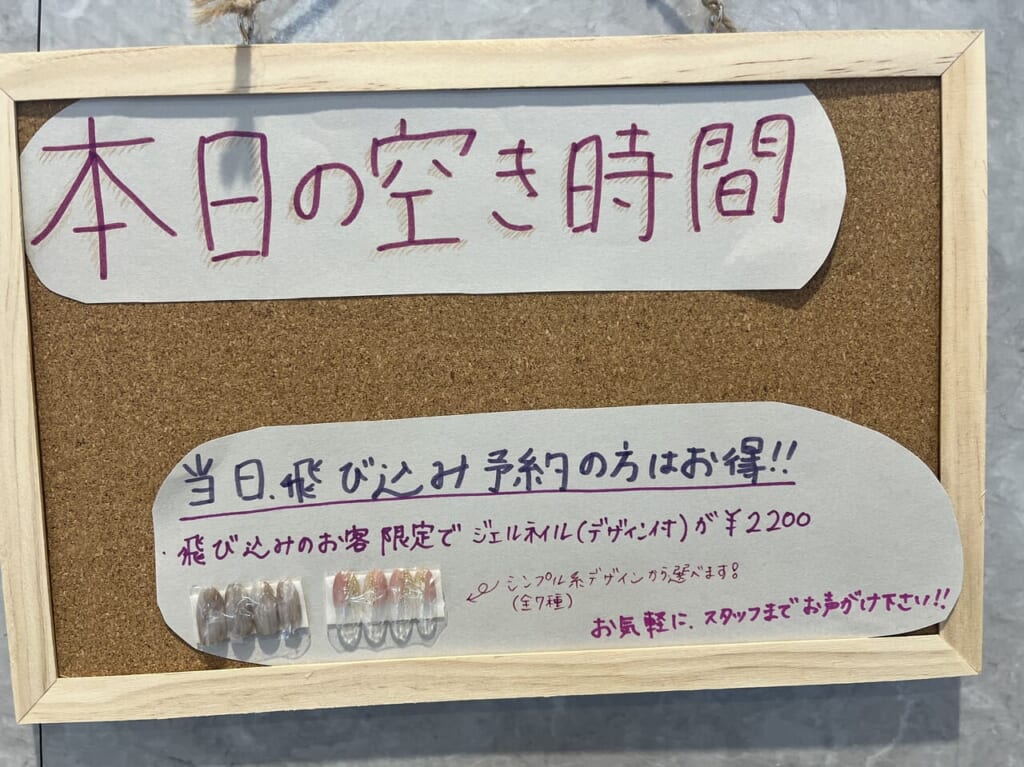 本日の空き時間
当日、飛び込み予約の方はお得!!
・飛び込みのお客限定でジェルネイル(デザイン付)が¥2200
シンプル系デザインから選べます。
(全7種)
お気軽に、スタッフまでお声がけ下さい!!